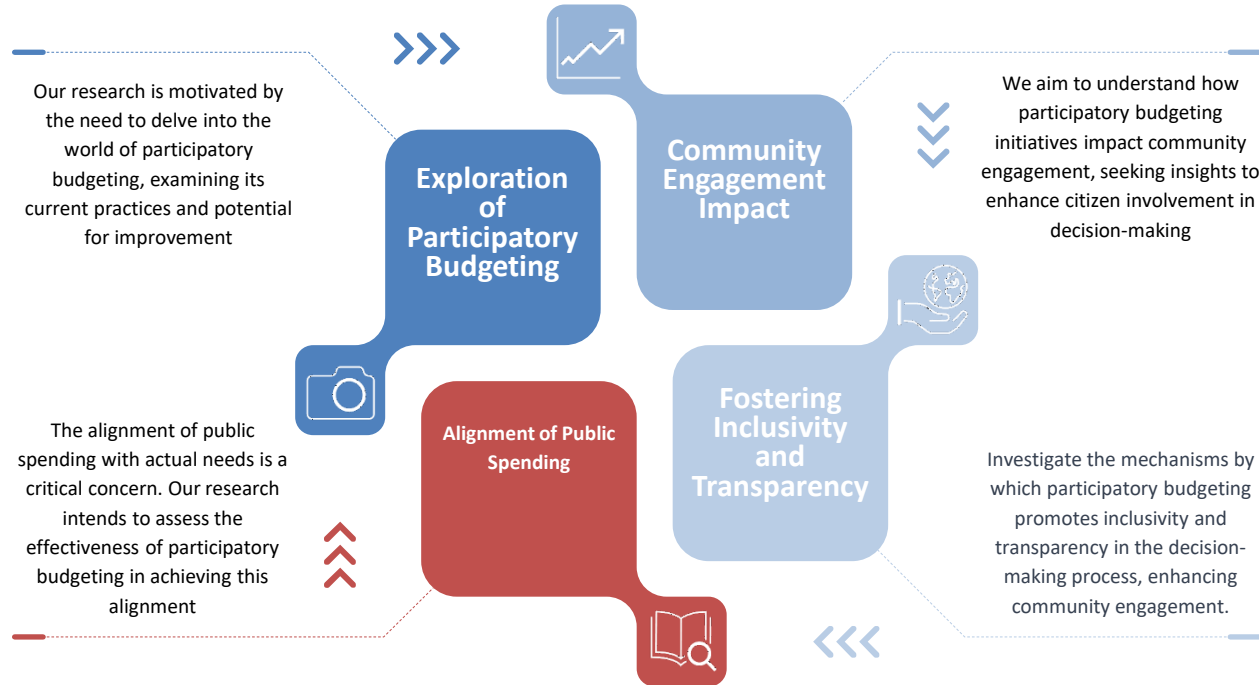 Our research is motivated by
the need to delve into the
world of participatory
budgeting, examining its
current practices and potential
for improvement
Exploration
of
Participatory
Budgeting
Community
Engagement
Impact
We aim to understand how
participatory budgeting
initiatives impact community
engagement, seeking insights to
enhance citizen involvement in
decision-making
The alignment of public
spending with actual needs is a
critical concern. Our research
intends to assess the
effectiveness of participatory
budgeting in achieving this
alignment
Alignment of Public
Spending
Fostering
Inclusivity
and
Transparency
Investigate the mechanisms by
which participatory budgeting
promotes inclusivity and
transparency in the decision-
making process, enhancing
community engagement.